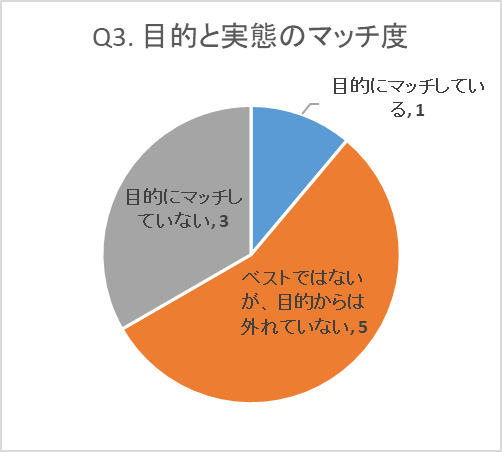 Q3. 目的と実態のマッチ度
目的にマッチしてい
る, 1
目的にマッチし
ていない, 3
ベストではない
が、目的からは
外れていない, 5